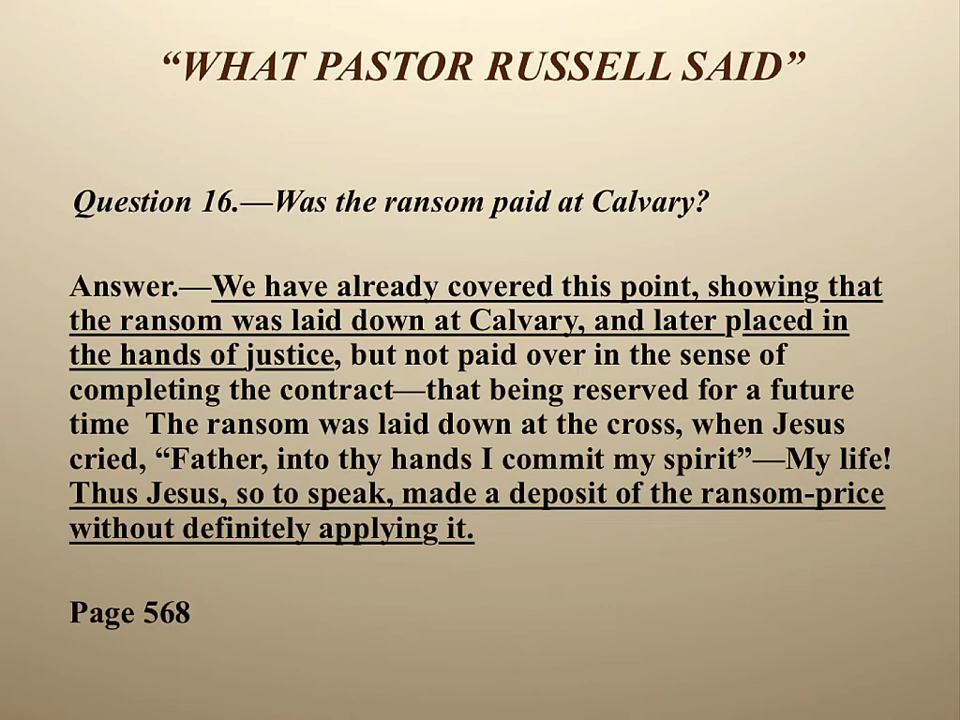 “WHAT PASTOR RUSSELL SAID”
Question 16.—Was the ransom paid at Calvary?
Answer.—We have already covered this point, showing that
the ransom was laid down at Calvary, and later placed in
the hands of justice, but not paid over in the sense of
completing the contract—that being reserved for a future
time  The ransom was laid down at the cross, when Jesus
cried, “Father, into thy hands I commit my spirit”—My life!
Thus Jesus, so to speak, made a deposit of the ransom-price
without definitely applying it.
Page 568